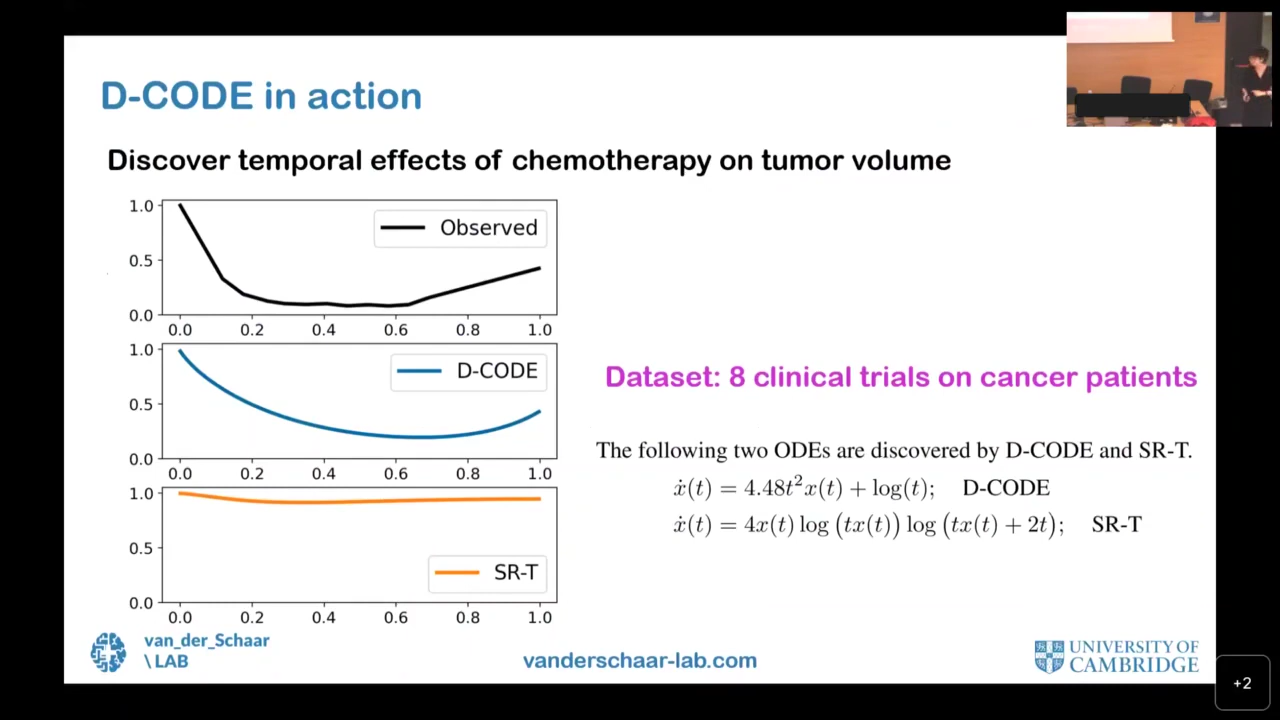 D-CODE in action
Discover temporal effects of chemotherapy on tumor volume
1.0
0.5
0.0
Observed
0.0 0.2 0.4 0.6 0.8 1.0
1.0
0.5
0.0
D-CODE
0.0 0.2 0.4 0.6 0.8 1.0
1.0
0.5
0.0
SR-T
0.0 0.2 0.4 0.6 0.8 1.0
Dataset: 8 clinical trials on cancer patients
The following two ODEs are discovered by D-CODE and SR-T.
ẋ(t) = 4.48t²x(t) + log(t); D-CODE
ẋ(t) = 4x(t) log (tx(t)) log (tx(t) + 2t); SR-T
van_der_Schaar
\ LAB
vanderschaar-lab.com
UNIVERSITY OF
CAMBRIDGE
+2